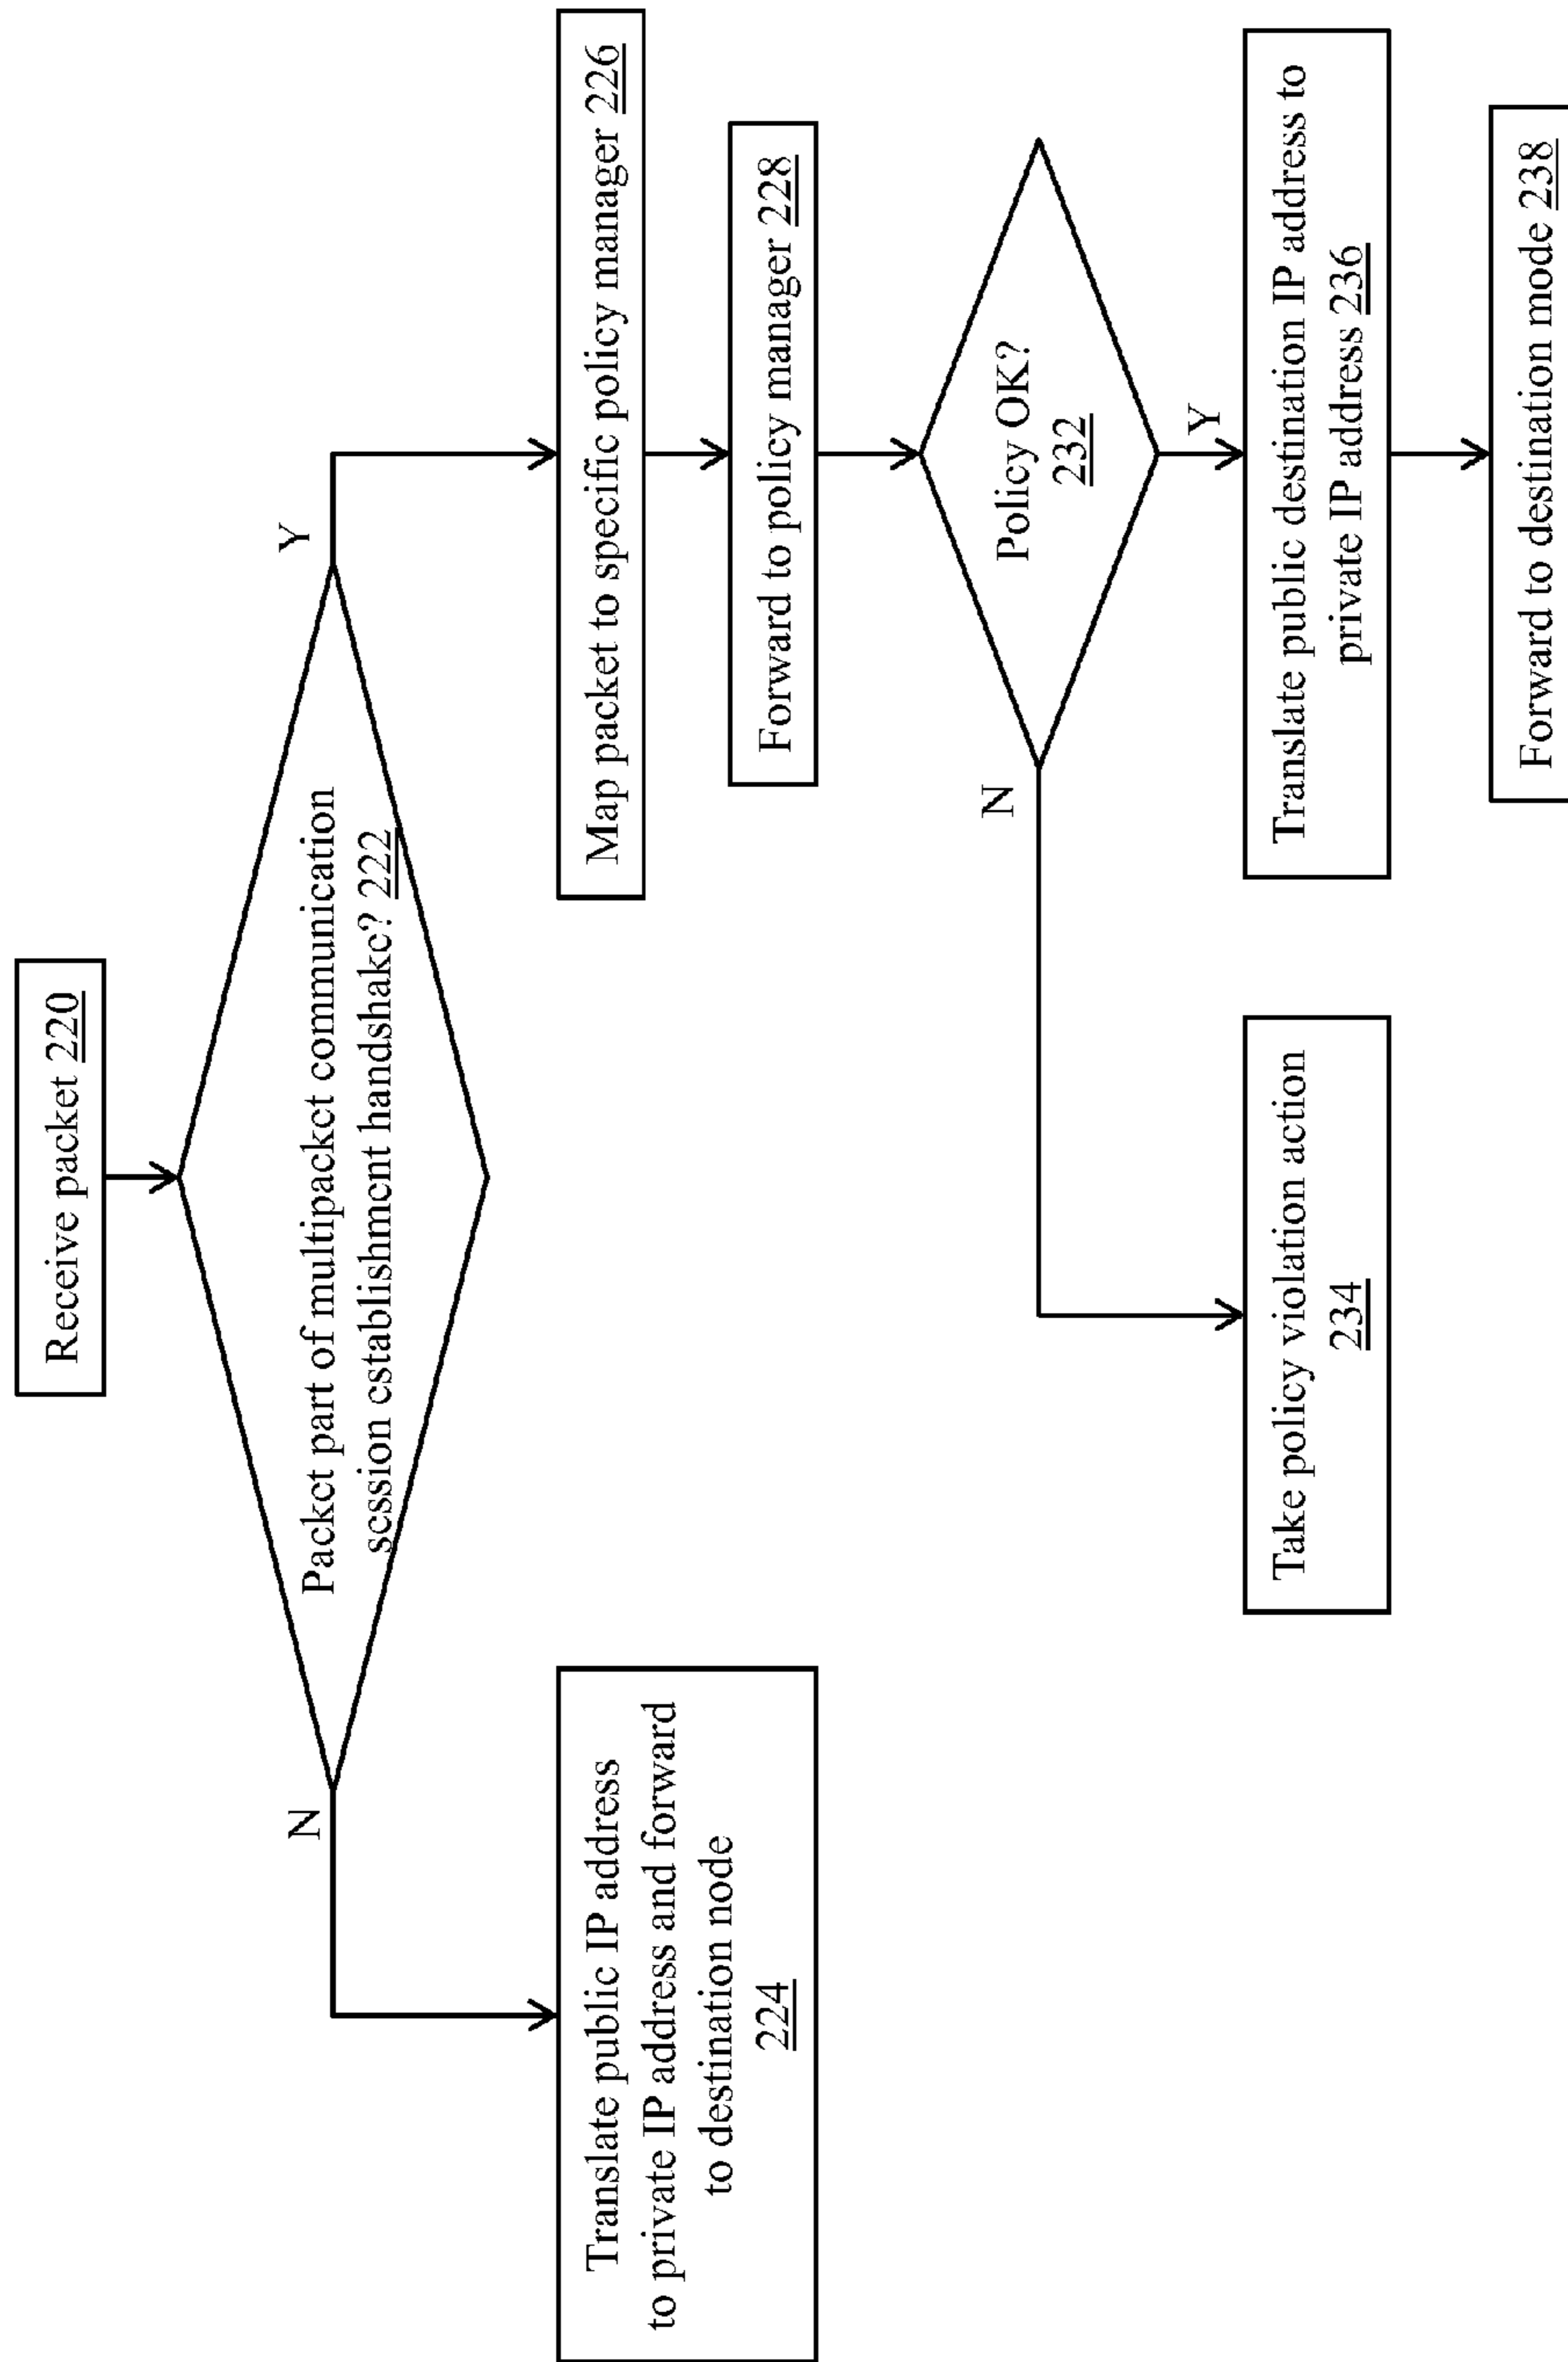 Receive packet 220
Packet part of multipacket communication
session establishment handshake? 222
N
Y
Translate public IP address
to private IP address and forward
to destination node
224
Map packet to specific policy manager 226
Forward to policy manager 228
Policy OK?
232
N
Y
Take policy violation action
234
Translate public destination IP address to
private IP address 236
Forward to destination mode 238